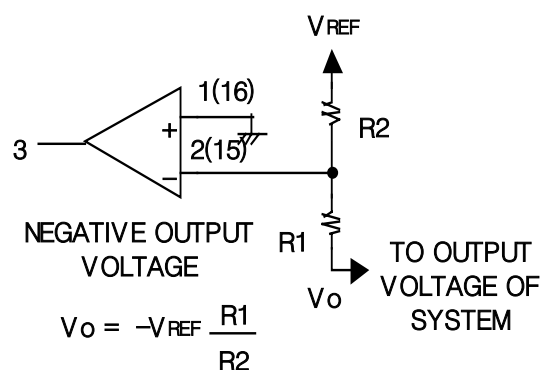 VREF
1(16)
+
R2
3
2(15)
−
NEGATIVE OUTPUT
VOLTAGE
R1
TO OUTPUT
VOLTAGE OF
SYSTEM
Vo
Vo = -VREF R1
R2